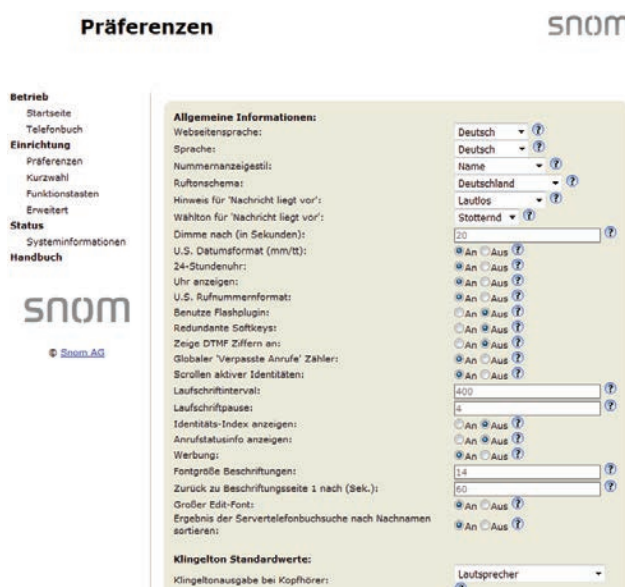 Präferenzen
snom
Betrieb
Startseite
Telefonbuch
Einrichtung
Präferenzen
Kurzwahl
Funktionstasten
Erweitert
Status
Systeminformationen
Handbuch
snom
© Snom AG
Allgemeine Informationen:
Webseitensprache: Deutsch
Sprache: Deutsch
Nummernanzeigestil: Name
Ruftonschema: Deutschland
Hinweis für 'Nachricht liegt vor': Lautlos
Wählton für 'Nachricht liegt vor': Stotternd
Dimme nach (in Sekunden): 20
U.S. Datumsformat (mm/tt): An Aus
24-Stundenuhr: An Aus
Uhr anzeigen: An Aus
U.S. Rufnummernformat: An Aus
Benutze Flashplugin: An Aus
Redundante Softkeys: An Aus
Zeige DTMF Ziffern an: An Aus
Globaler 'Verpasste Anrufe' Zähler: An Aus
Scrollen aktiver Identitäten: An Aus
Laufschriftinterval: 400
Laufschriftpause: 4
Identitäts-Index anzeigen: An Aus
Anrufstatusinfo anzeigen: An Aus
Werbung: An Aus
Fontgröße Beschriftungen: 14
Zurück zu Beschriftungsseite 1 nach (Sek.): 60
Großer Edit-Font: An Aus
Ergebnis der Servertelefonbuchsuche nach Nachnamen
sortieren: An Aus
Klingelton Standardwerte:
Klingeltonausgabe bei Kopfhörer: Lautsprecher